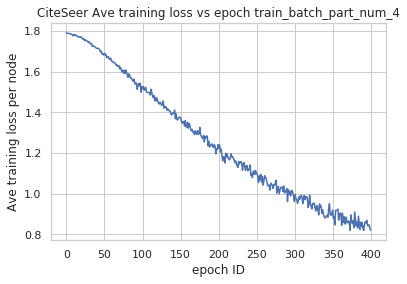 CiteSeer Ave training loss vs epoch train_batch_part_num_4
Ave training loss per node
1.8
1.6
1.4
1.2
1.0
0.8
0 50 100 150 200 250 300 350 400
epoch ID